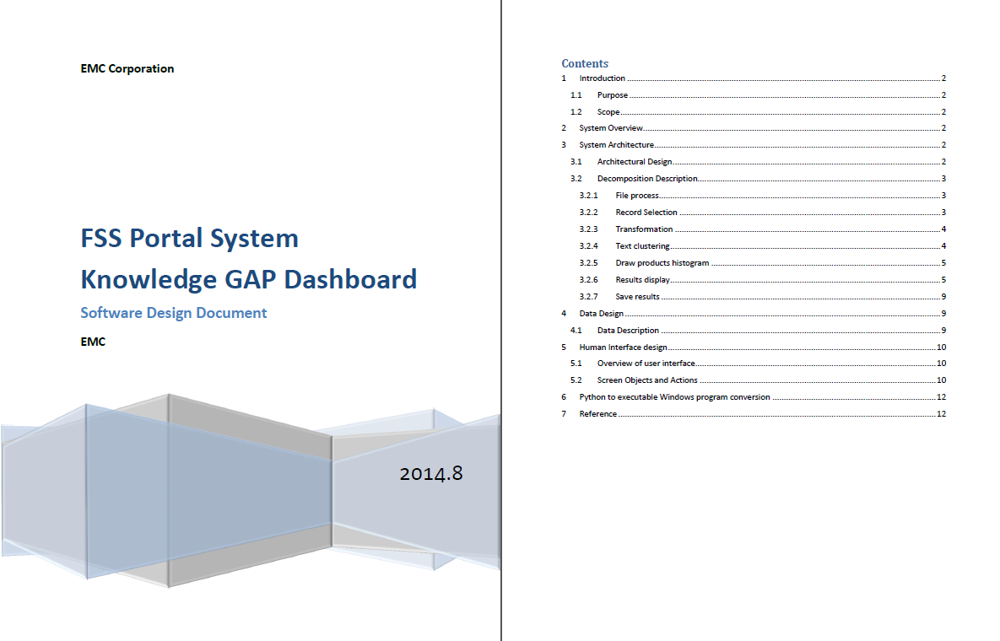 EMC Corporation
FSS Portal System
Knowledge GAP Dashboard
Software Design Document
EMC
2014.8
Contents
1 Introduction ........ 2
1.1 Purpose ........ 2
1.2 Scope ........ 2
2 System Overview ........ 2
3 System Architecture ........ 2
3.1 Architectural Design ........ 2
3.2 Decomposition Description ........ 3
3.2.1 File process ........ 3
3.2.2 Record Selection ........ 3
3.2.3 Transformation ........ 4
3.2.4 Text clustering ........ 4
3.2.5 Draw products histogram ........ 5
3.2.6 Results display ........ 5
3.2.7 Save results ........ 9
4 Data Design ........ 9
4.1 Data Description ........ 9
5 Human Interface design ........ 10
5.1 Overview of user interface ........ 10
5.2 Screen Objects and Actions ........ 10
6 Python to executable Windows program conversion ........ 12
7 Reference ........ 12